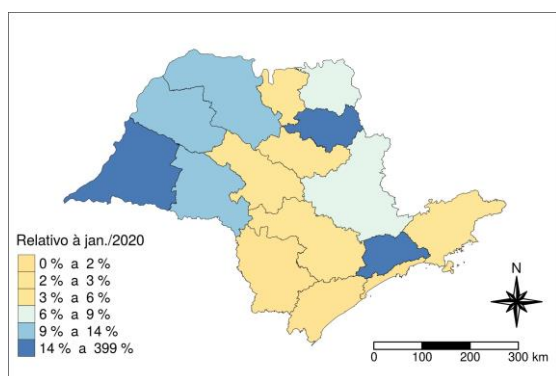 Relativo à jan./2020
0 % a 2 %
2 % a 3 %
3 % a 6 %
6 % a 9 %
9 % a 14 %
14 % a 399 %
N
0 100 200 300 km